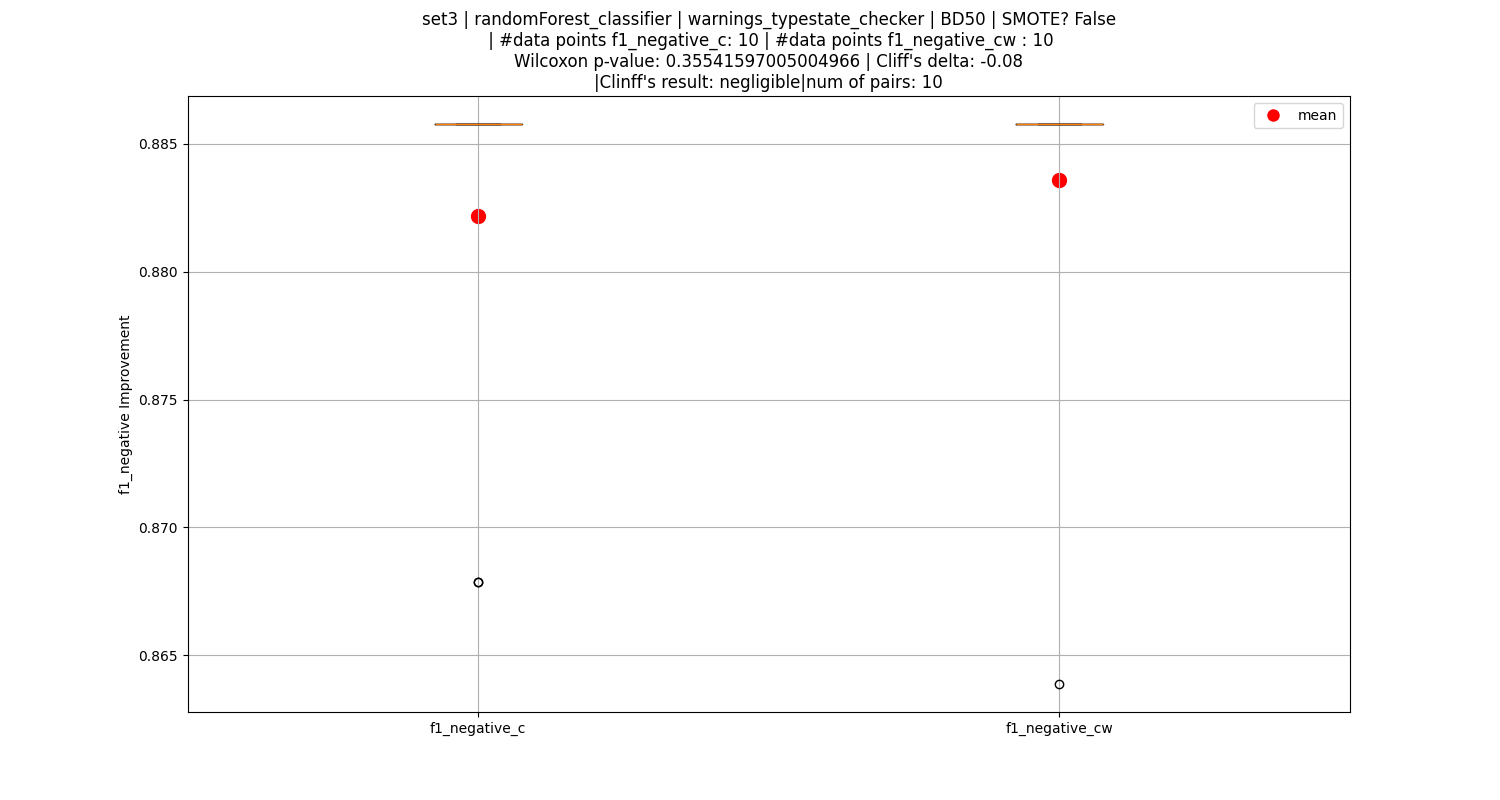 set3 | randomForest_classifier | warnings_typestate_checker | BD50 | SMOTE? False
| #data points f1_negative_c: 10 | #data points f1_negative_cw : 10
Wilcoxon p-value: 0.35541597005004966 | Cliff's delta: -0.08
|Clinff's result: negligible|num of pairs: 10
mean
0.885
0.880
0.875
0.870
0.865
f1_negative Improvement
f1_negative_c
f1_negative_cw